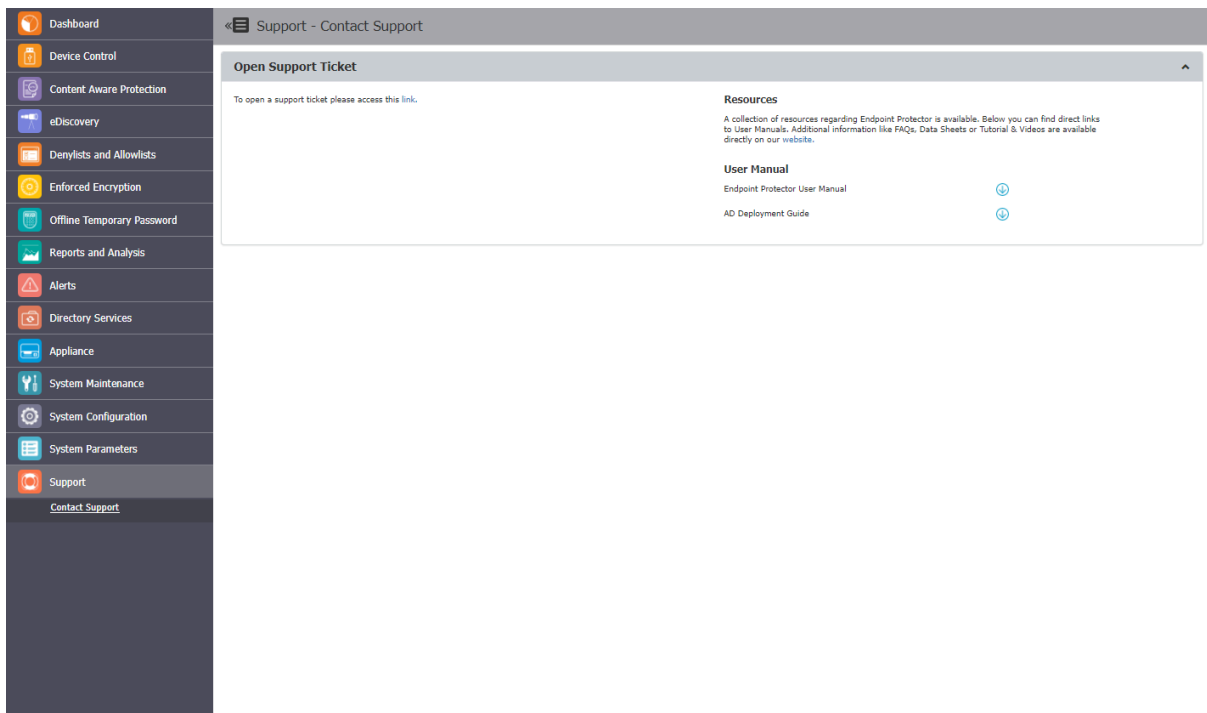 Dashboard
Device Control
Content Aware Protection
eDiscovery
Denylists and Allowlists
Enforced Encryption
Offline Temporary Password
Reports and Analysis
Alerts
Directory Services
Appliance
System Maintenance
System Configuration
System Parameters
Support
Contact Support
Support - Contact Support
Open Support Ticket
To open a support ticket please access this link.
Resources
A collection of resources regarding Endpoint Protector is available. Below you can find direct links
to User Manuals. Additional information like FAQs, Data Sheets or Tutorial & Videos are available
directly on our website.
User Manual
Endpoint Protector User Manual
AD Deployment Guide